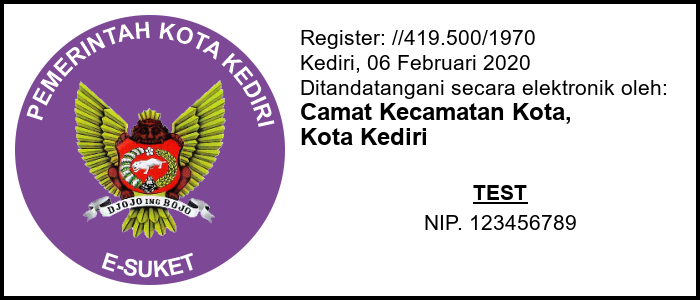 PEMERINTAH KOTA KEDIRI
DJOJO ING BOJO
E-SUKET
Register: //419.500/1970
Kediri, 06 Februari 2020
Ditandatangani secara elektronik oleh:
Camat Kecamatan Kota,
Kota Kediri
TEST
NIP. 123456789